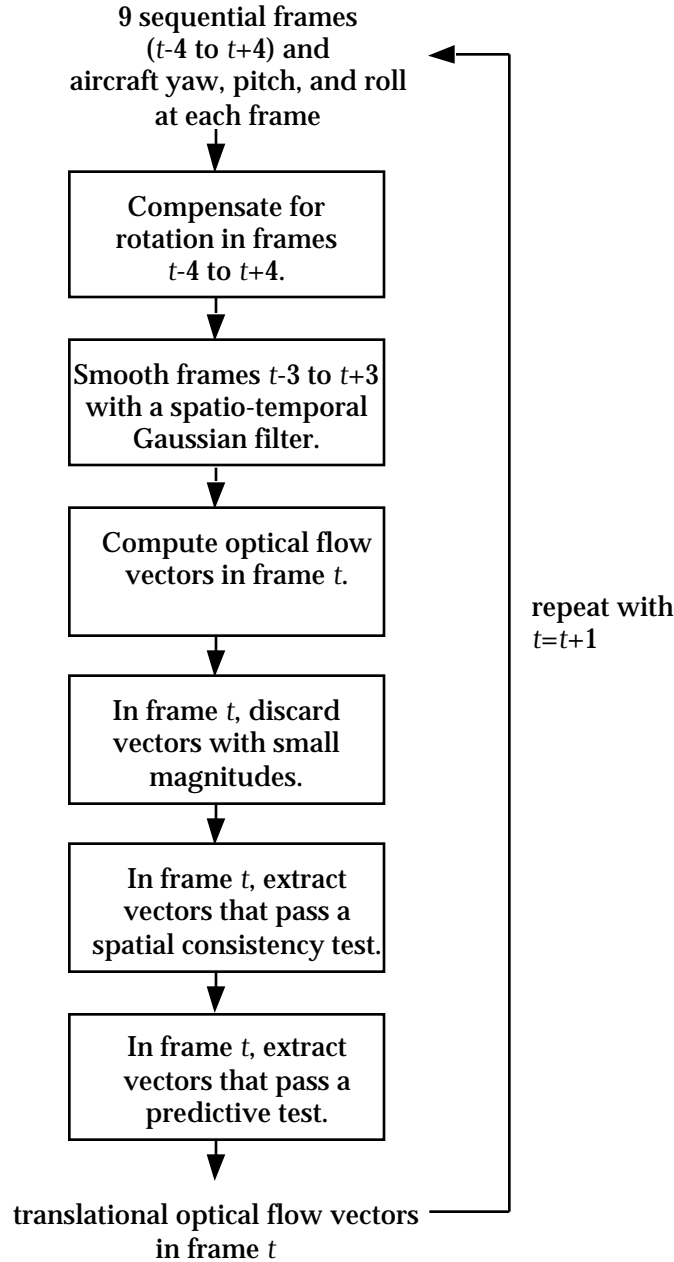 9 sequential frames
(t-4 to t+4) and
aircraft yaw, pitch, and roll
at each frame
Compensate for
rotation in frames
t-4 to t+4.
Smooth frames t-3 to t+3
with a spatio-temporal
Gaussian filter.
Compute optical flow
vectors in frame t.
In frame t, discard
vectors with small
magnitudes.
In frame t, extract
vectors that pass a
spatial consistency test.
In frame t, extract
vectors that pass a
predictive test.
translational optical flow vectors
in frame t
repeat with
t=t+1